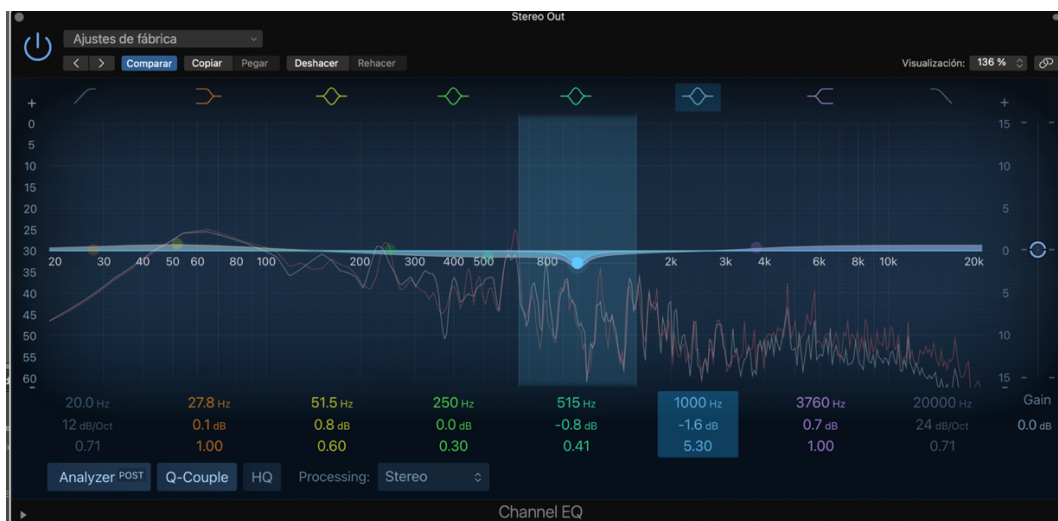 Stereo Out
Ajustes de fábrica
Comparar Copiar Pegar Deshacer Rehacer Visualización: 136 %
+ +
0 15
5
10 10
15
20 5
25
30 0
20 30 40 50 60 80 100 200 300 400 500 800 2k 3k 4k 6k 8k 10k 20k
35
40 5
45
50 10
55
60 15
20.0 Hz 27.8 Hz 51.5 Hz 250 Hz 515 Hz 1000 Hz 3760 Hz 20000 Hz Gain
12 dB/Oct 0.1 dB 0.8 dB 0.0 dB -0.8 dB -1.6 dB 0.7 dB 24 dB/Oct 0.0 dB
0.71 1.00 0.60 0.30 0.41 5.30 1.00 0.71
Analyzer POST Q-Couple HQ Processing: Stereo
Channel EQ